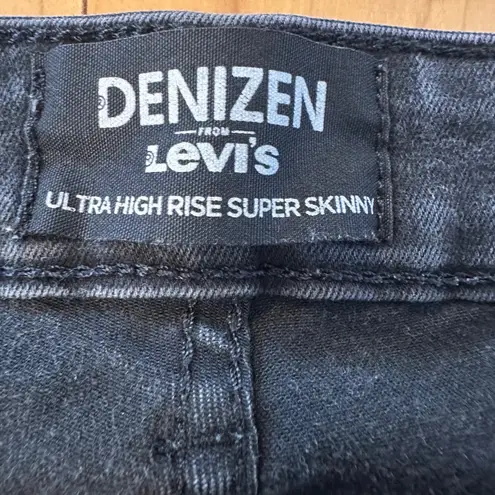 DENIZEN
FROM
Levi's
ULTRA HIGH RISE SUPER SKINNY